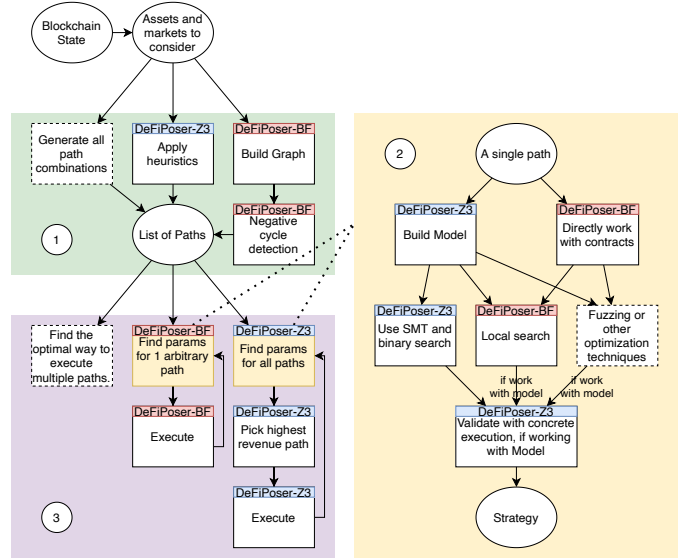 Blockchain
State
Assets and
markets to
consider
Generate all
path
combinations
DeFiPoser-Z3
Apply
heuristics
DeFiPoser-BF
Build Graph
1
List of Paths
DeFiPoser-BF
Negative
cycle
detection
Find the
optimal way to
execute
multiple paths.
DeFiPoser-BF
Find params
for 1 arbitrary
path
DeFiPoser-Z3
Find params
for all paths
DeFiPoser-BF
Execute
DeFiPoser-Z3
Pick highest
revenue path
3
DeFiPoser-Z3
Execute
2
A single path
DeFiPoser-Z3
Build Model
DeFiPoser-BF
Directly work
with contracts
DeFiPoser-Z3
Use SMT and
binary search
DeFiPoser-BF
Local search
Fuzzing or
other
optimization
techniques
if work
with model
if work
with model
DeFiPoser-Z3
Validate with concrete
execution, if working
with Model
Strategy